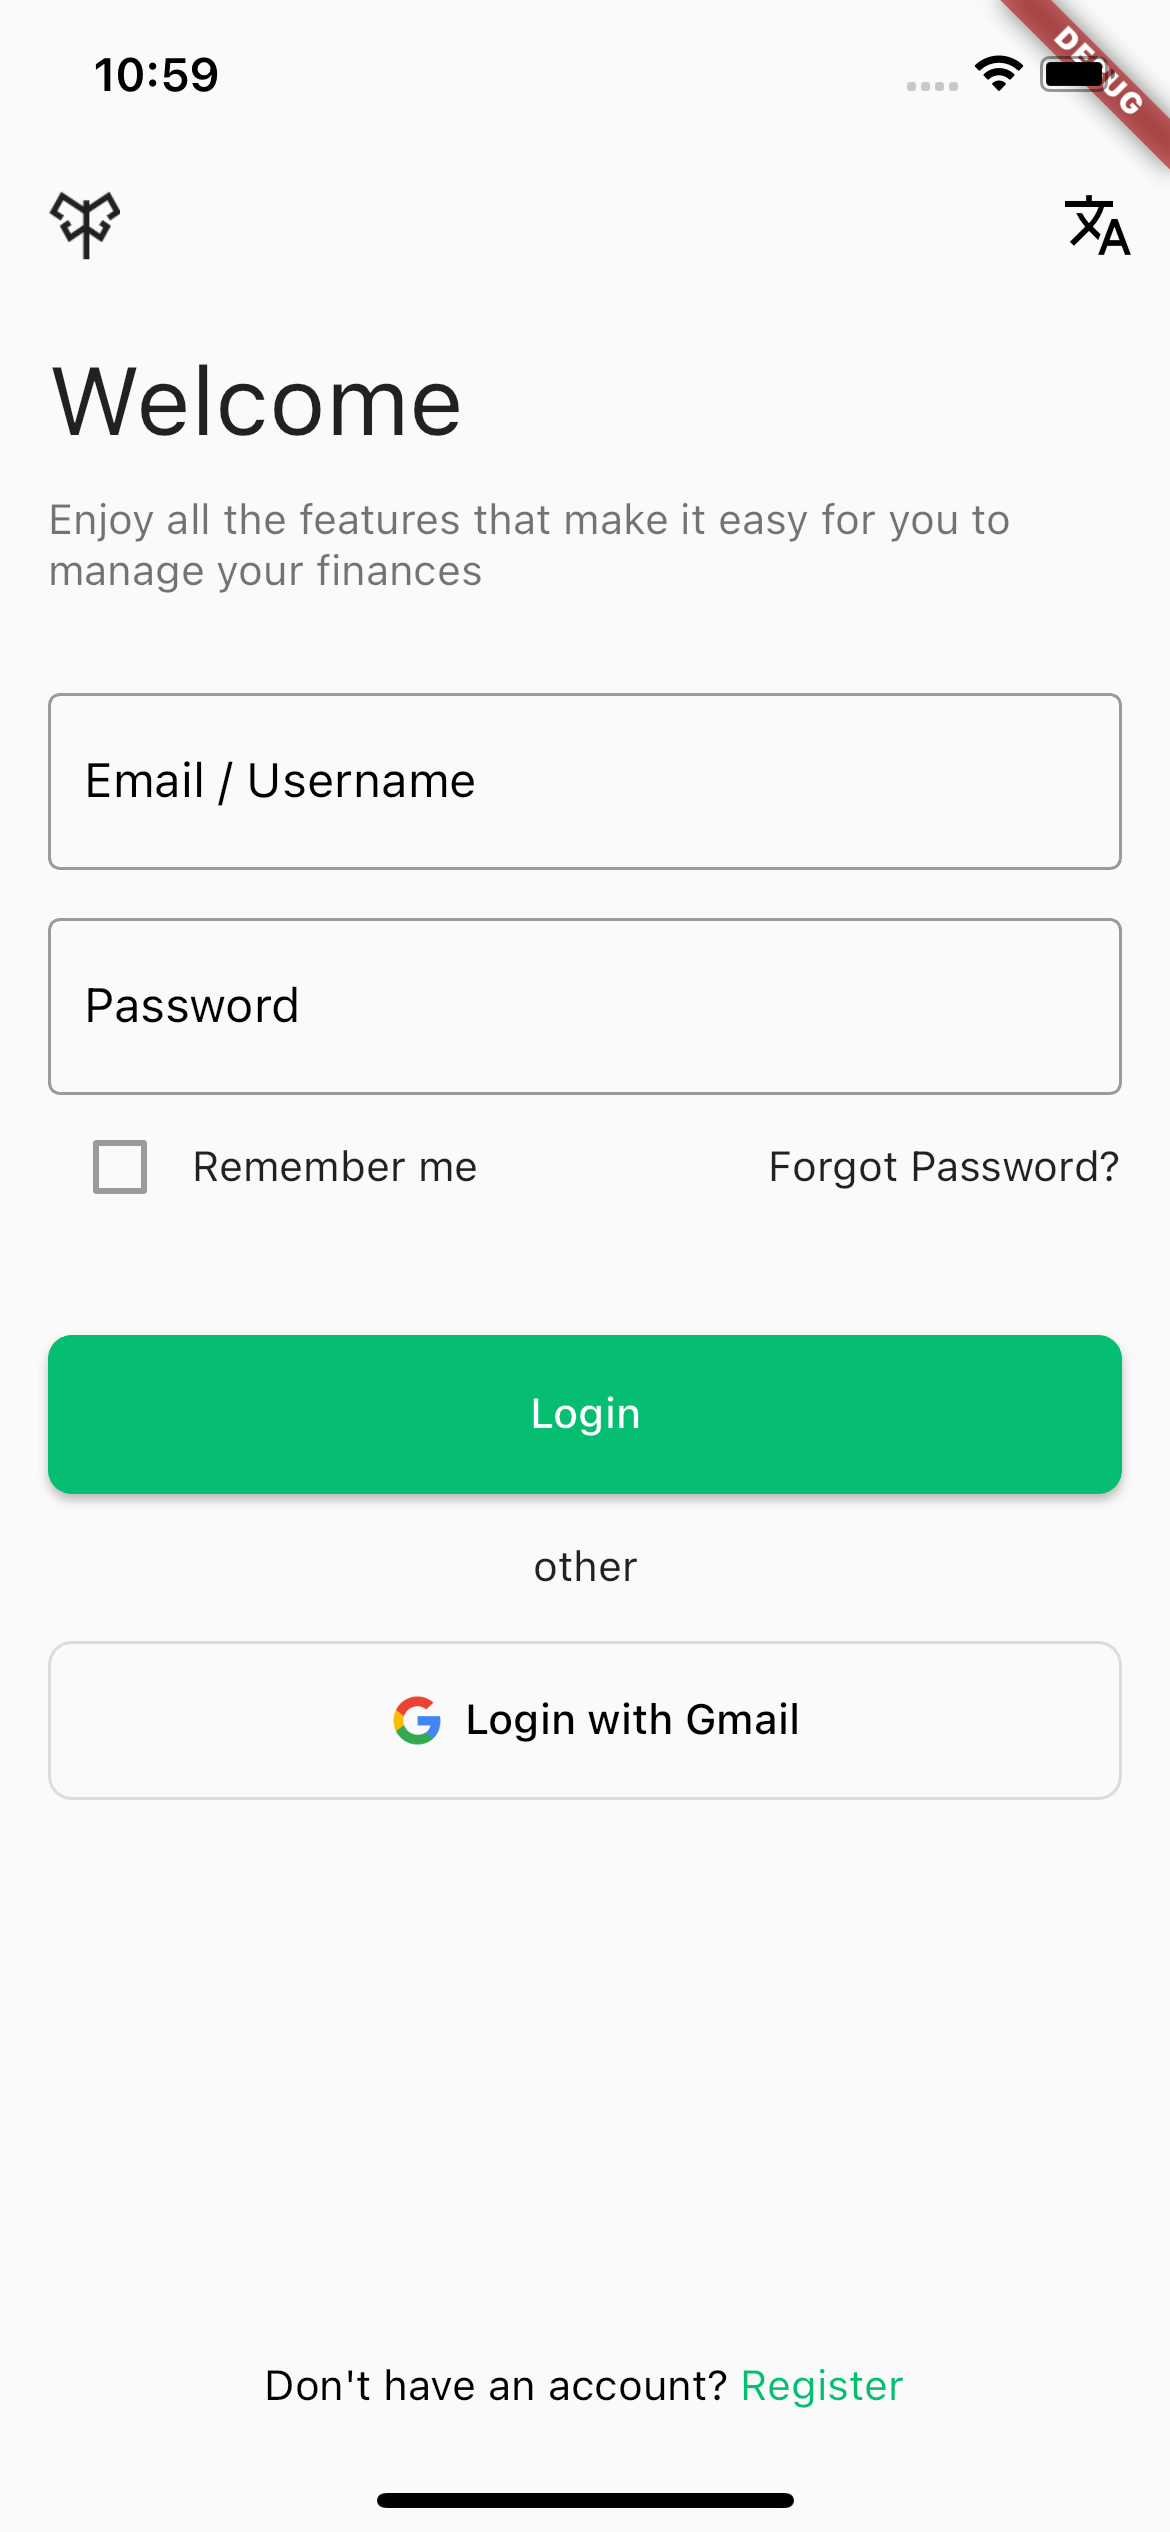 10:59
DEBUG
Welcome
Enjoy all the features that make it easy for you to
manage your finances
Email / Username
Password
Remember me
Forgot Password?
Login
other
Login with Gmail
Don't have an account? Register